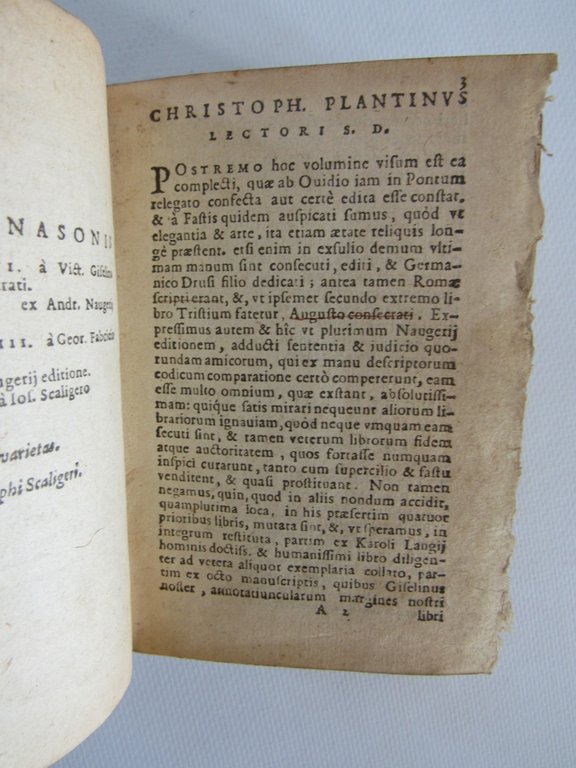 NASONIS
I. à Vict. Giselino
rati.
ex Andr. Naugerij
III. à Geor. Fabricio
ugerij editione.
à Ios. Scaligero
varietas.
phi Scaligeri.
3
CHRISTOPH. PLANTINVS
LECTORI S. D.
POSTREMO hoc volumine visum est ea
complecti, quæ ab Ouidio iam in Pontum
relegato confecta aut certè edita esse constat.
& à Fastis quidem auspicati sumus, quòd vt
elegantia & arte, ita etiam ætate reliquis lon-
gè præstent. etsi enim in exsulio demum vlti-
mam manum sint consecuti, editi, & Germa-
nico Drusi filio dedicati; antea tamen Romæ
scripti erant, &, vt ipsemet secundo extremo li-
bro Tristium fatetur, Augusto consecrati. Ex-
pressimus autem & hîc vt plurimum Naugerij
editionem, adducti sententia & iudicio quo-
rundam amicorum, qui ex manu descriptorum
codicum comparatione certò compererunt, eam
esse multo omnium, quæ exstant, absolutissi-
mam: quique satis mirari nequeunt aliorum li-
brariorum ignauiam, quòd neque vmquam eam
secuti sint, & tamen veterum librorum fidem
atque auctoritatem, quos fortasse numquam
inspici curarunt, tanto cum supercilio & fastu
venditent, & quasi prostituant. Non tamen
negamus, quin, quod in aliis nondum accidit,
quamplurima loca, in his præsertim quatuor
prioribus libris, mutata sint, &, vt speramus, in
integrum restituta, partim ex Karoli Langij
hominis doctiss. & humanissimi libro diligen-
ter ad vetera aliquot exemplaria collato, par-
tim ex octo manuscriptis, quibus Giselinus
noster, annotatiuncularum margines nostri
A 2 libri